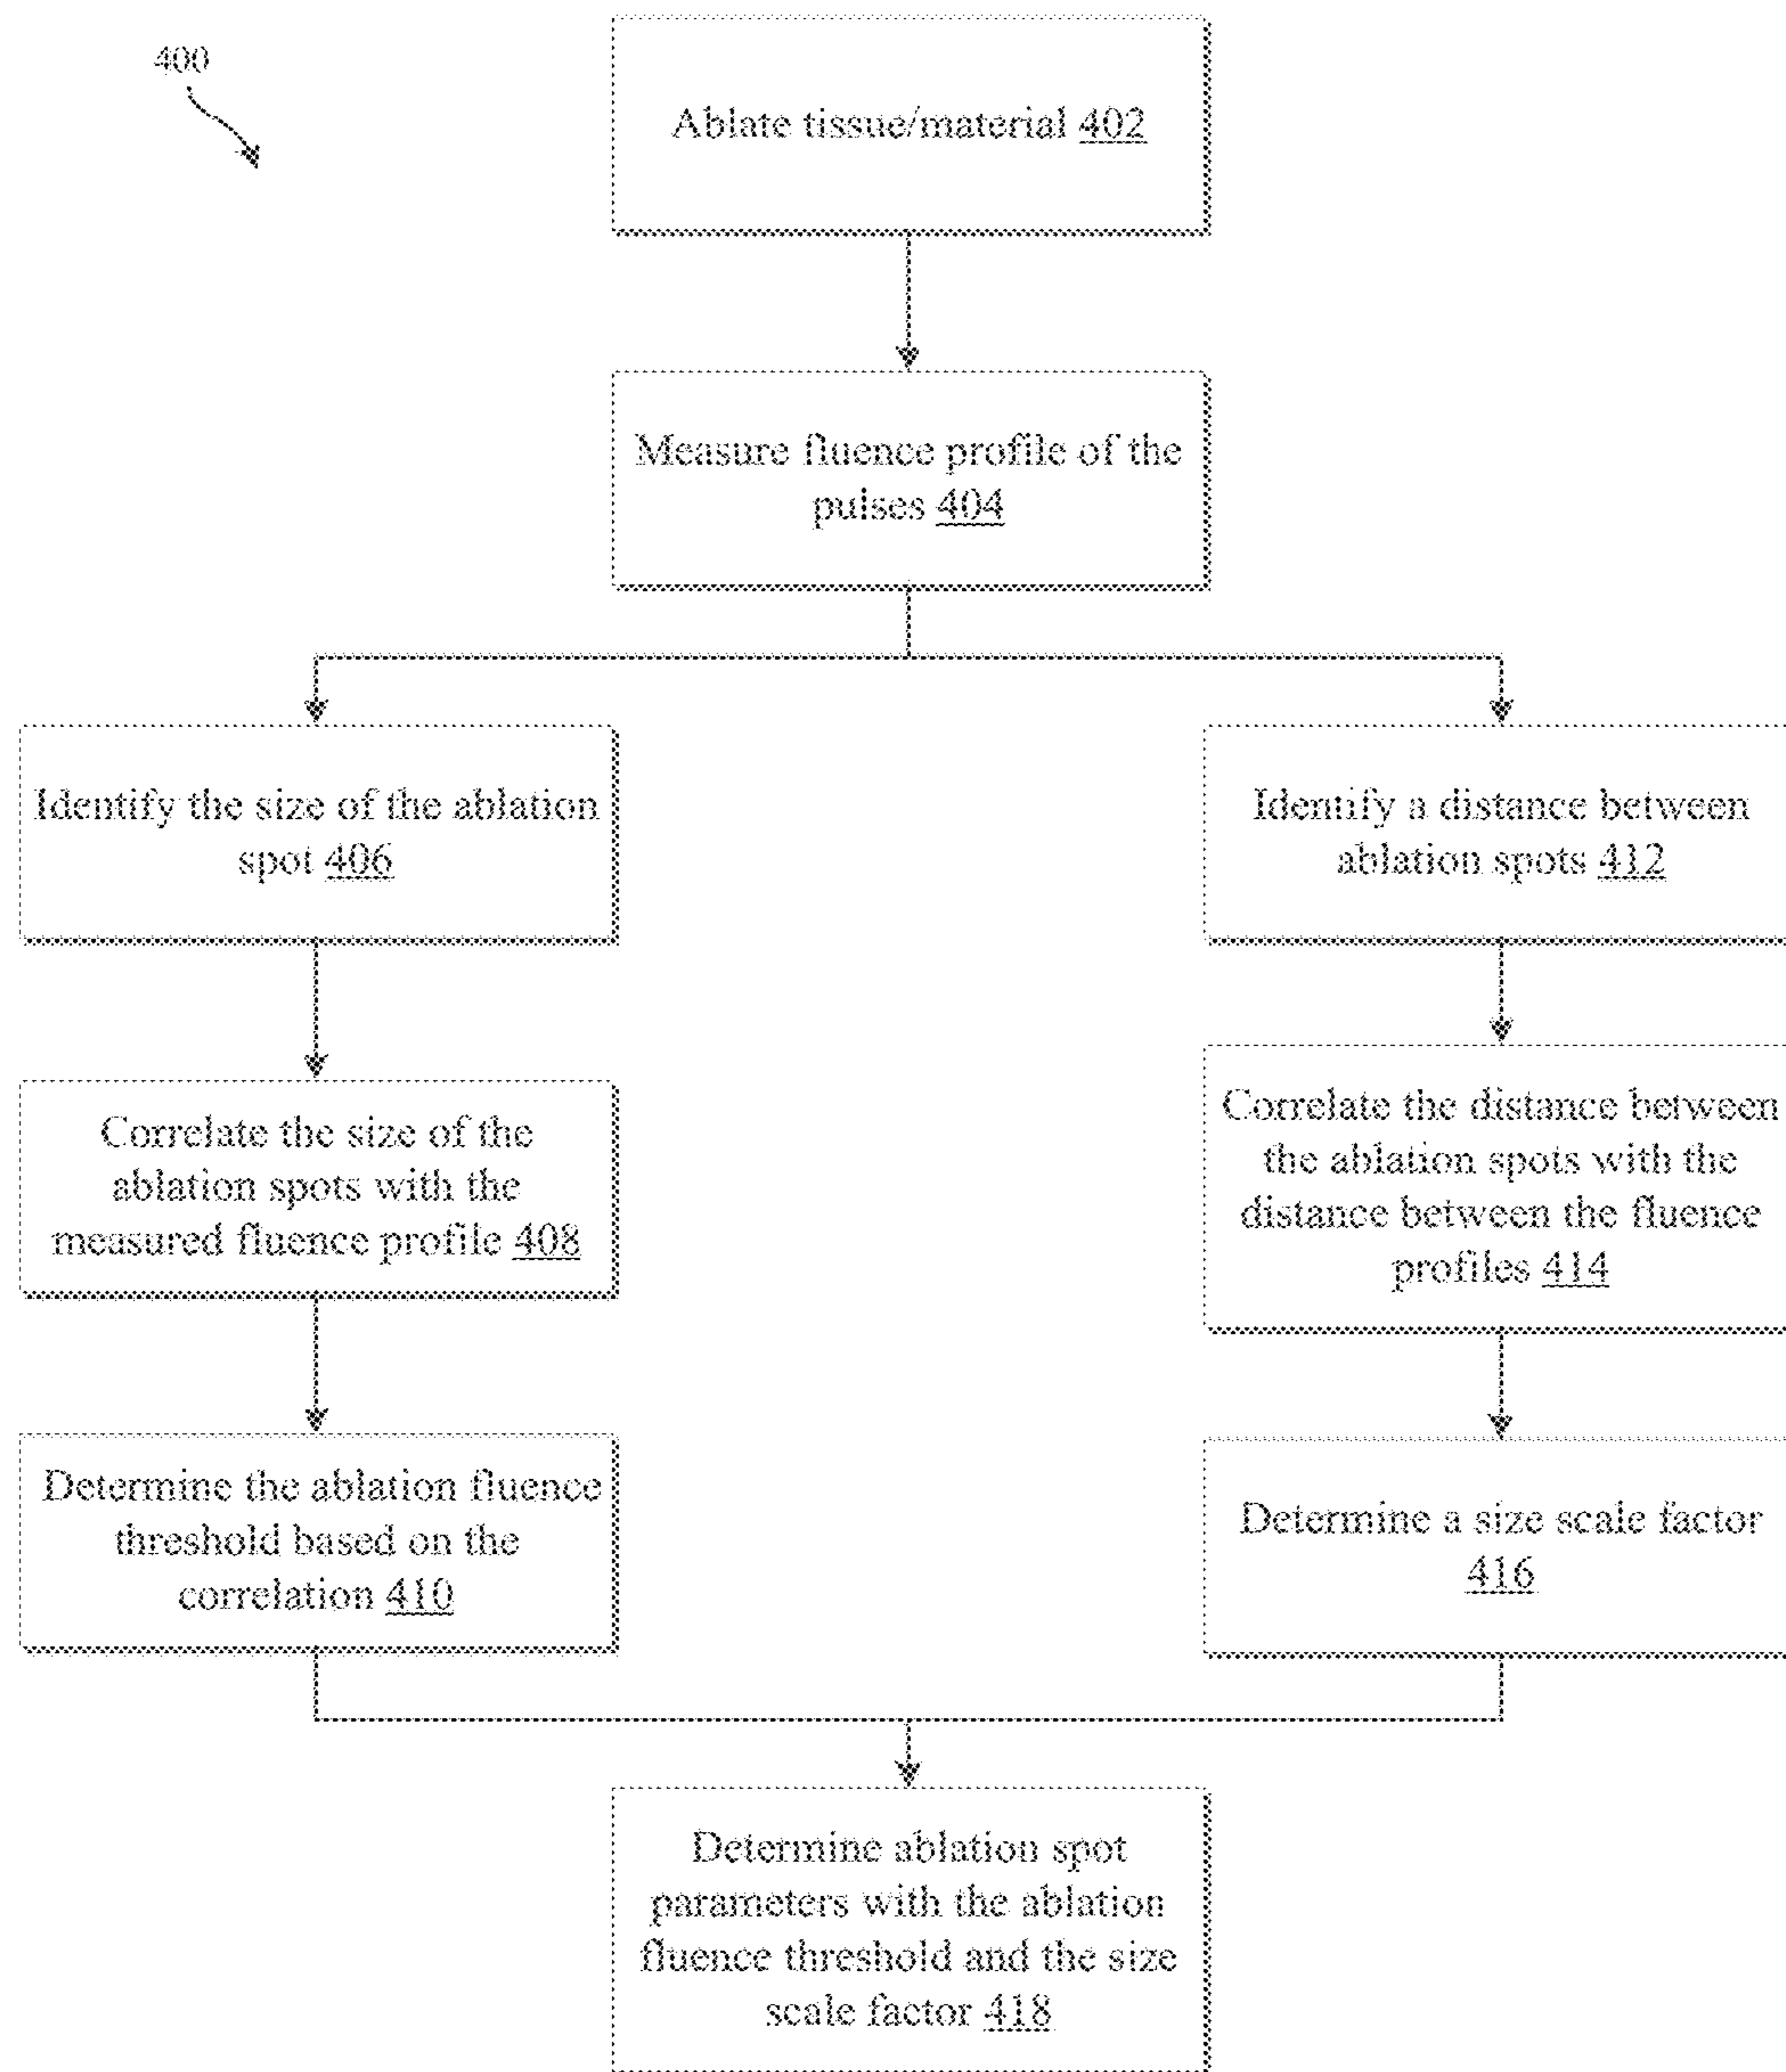 400
Ablate tissue/material 402
Measure fluence profile of the
pulses 404
Identify the size of the ablation
spot 406
Correlate the size of the
ablation spots with the
measured fluence profile 408
Determine the ablation fluence
threshold based on the
correlation 410
Identify a distance between
ablation spots 412
Correlate the distance between
the ablation spots with the
distance between the fluence
profiles 414
Determine a size scale factor
416
Determine ablation spot
parameters with the ablation
fluence threshold and the size
scale factor 418